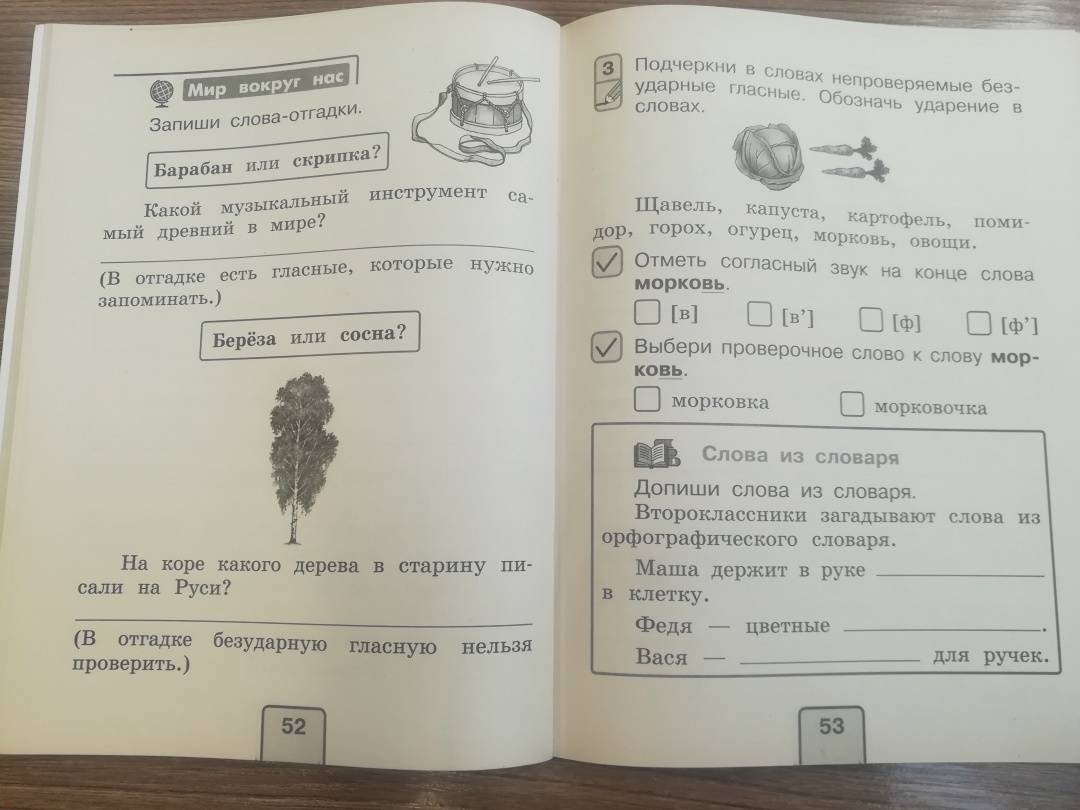 Мир вокруг нас
Запиши слова-отгадки.
Барабан или скрипка?
Какой музыкальный инструмент са-
мый древний в мире?
(В отгадке есть гласные, которые нужно
запоминать.)
Берёза или сосна?
На коре какого дерева в старину пи-
сали на Руси?
(В отгадке безударную гласную нельзя
проверить.)
52
3 Подчеркни в словах непроверяемые без-
ударные гласные. Обозначь ударение в
словах.
Щавель, капуста, картофель, поми-
дор, горох, огурец, морковь, овощи.
Отметь согласный звук на конце слова
морковь.
[в] [в’] [ф] [ф’]
Выбери проверочное слово к слову мор-
ковь.
морковка морковочка
Слова из словаря
Допиши слова из словаря.
Второклассники загадывают слова из
орфографического словаря.
Маша держит в руке
в клетку.
Федя — цветные .
Вася — для ручек.
53